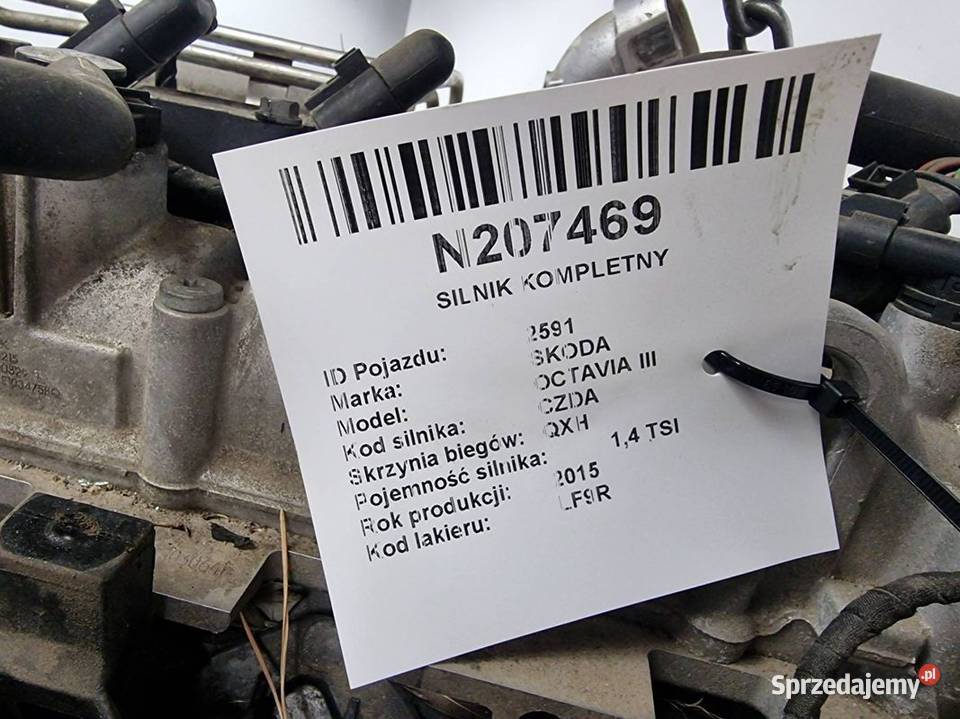 N207469
SILNIK KOMPLETNY
ID Pojazdu: 2591
Marka: SKODA
Model: OCTAVIA III
Kod silnika: CZDA
Skrzynia biegów: QXH
Pojemność silnika: 1,4 TSI
Rok produkcji: 2015
Kod lakieru: LF9R
Sprzedajemy.pl